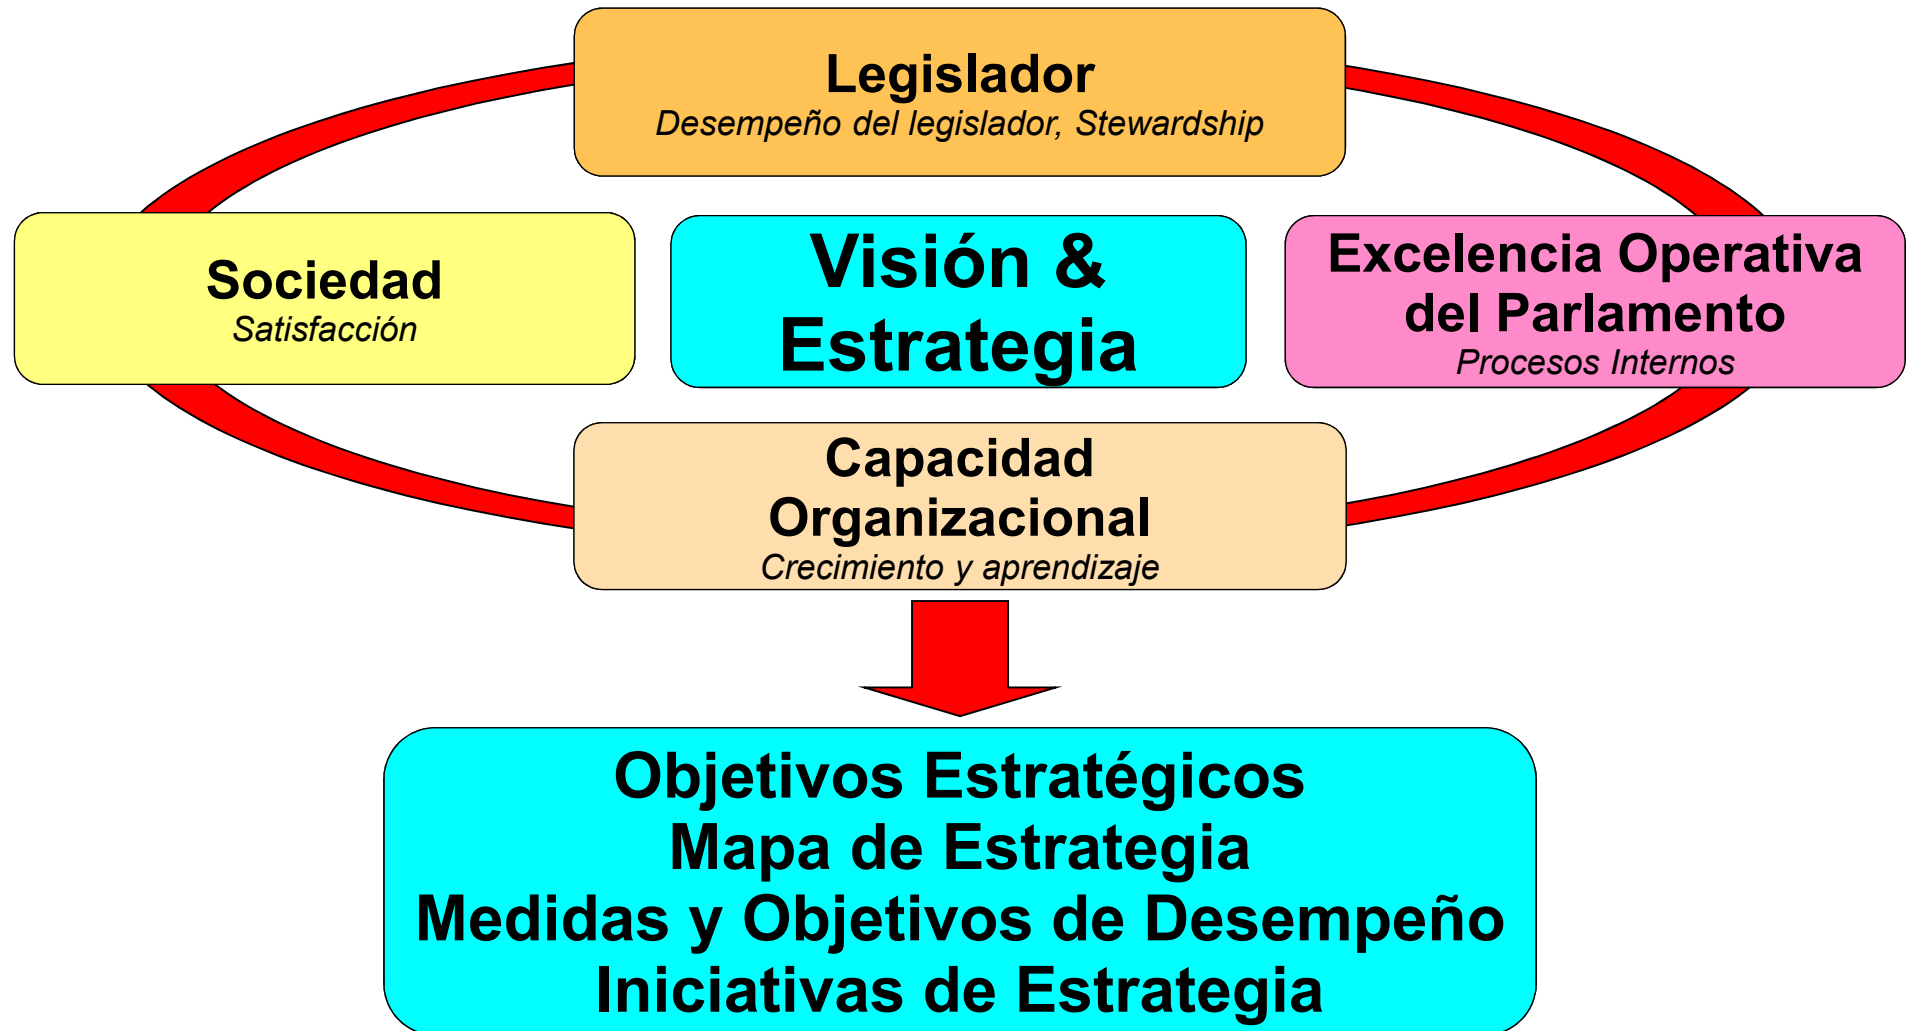 Legislador
Desempeño del legislador, Stewardship
Sociedad
Satisfacción
Visión &
Estrategia
Excelencia Operativa
del Parlamento
Procesos Internos
Capacidad
Organizacional
Crecimiento y aprendizaje
Objetivos Estratégicos
Mapa de Estrategia
Medidas y Objetivos de Desempeño
Iniciativas de Estrategia